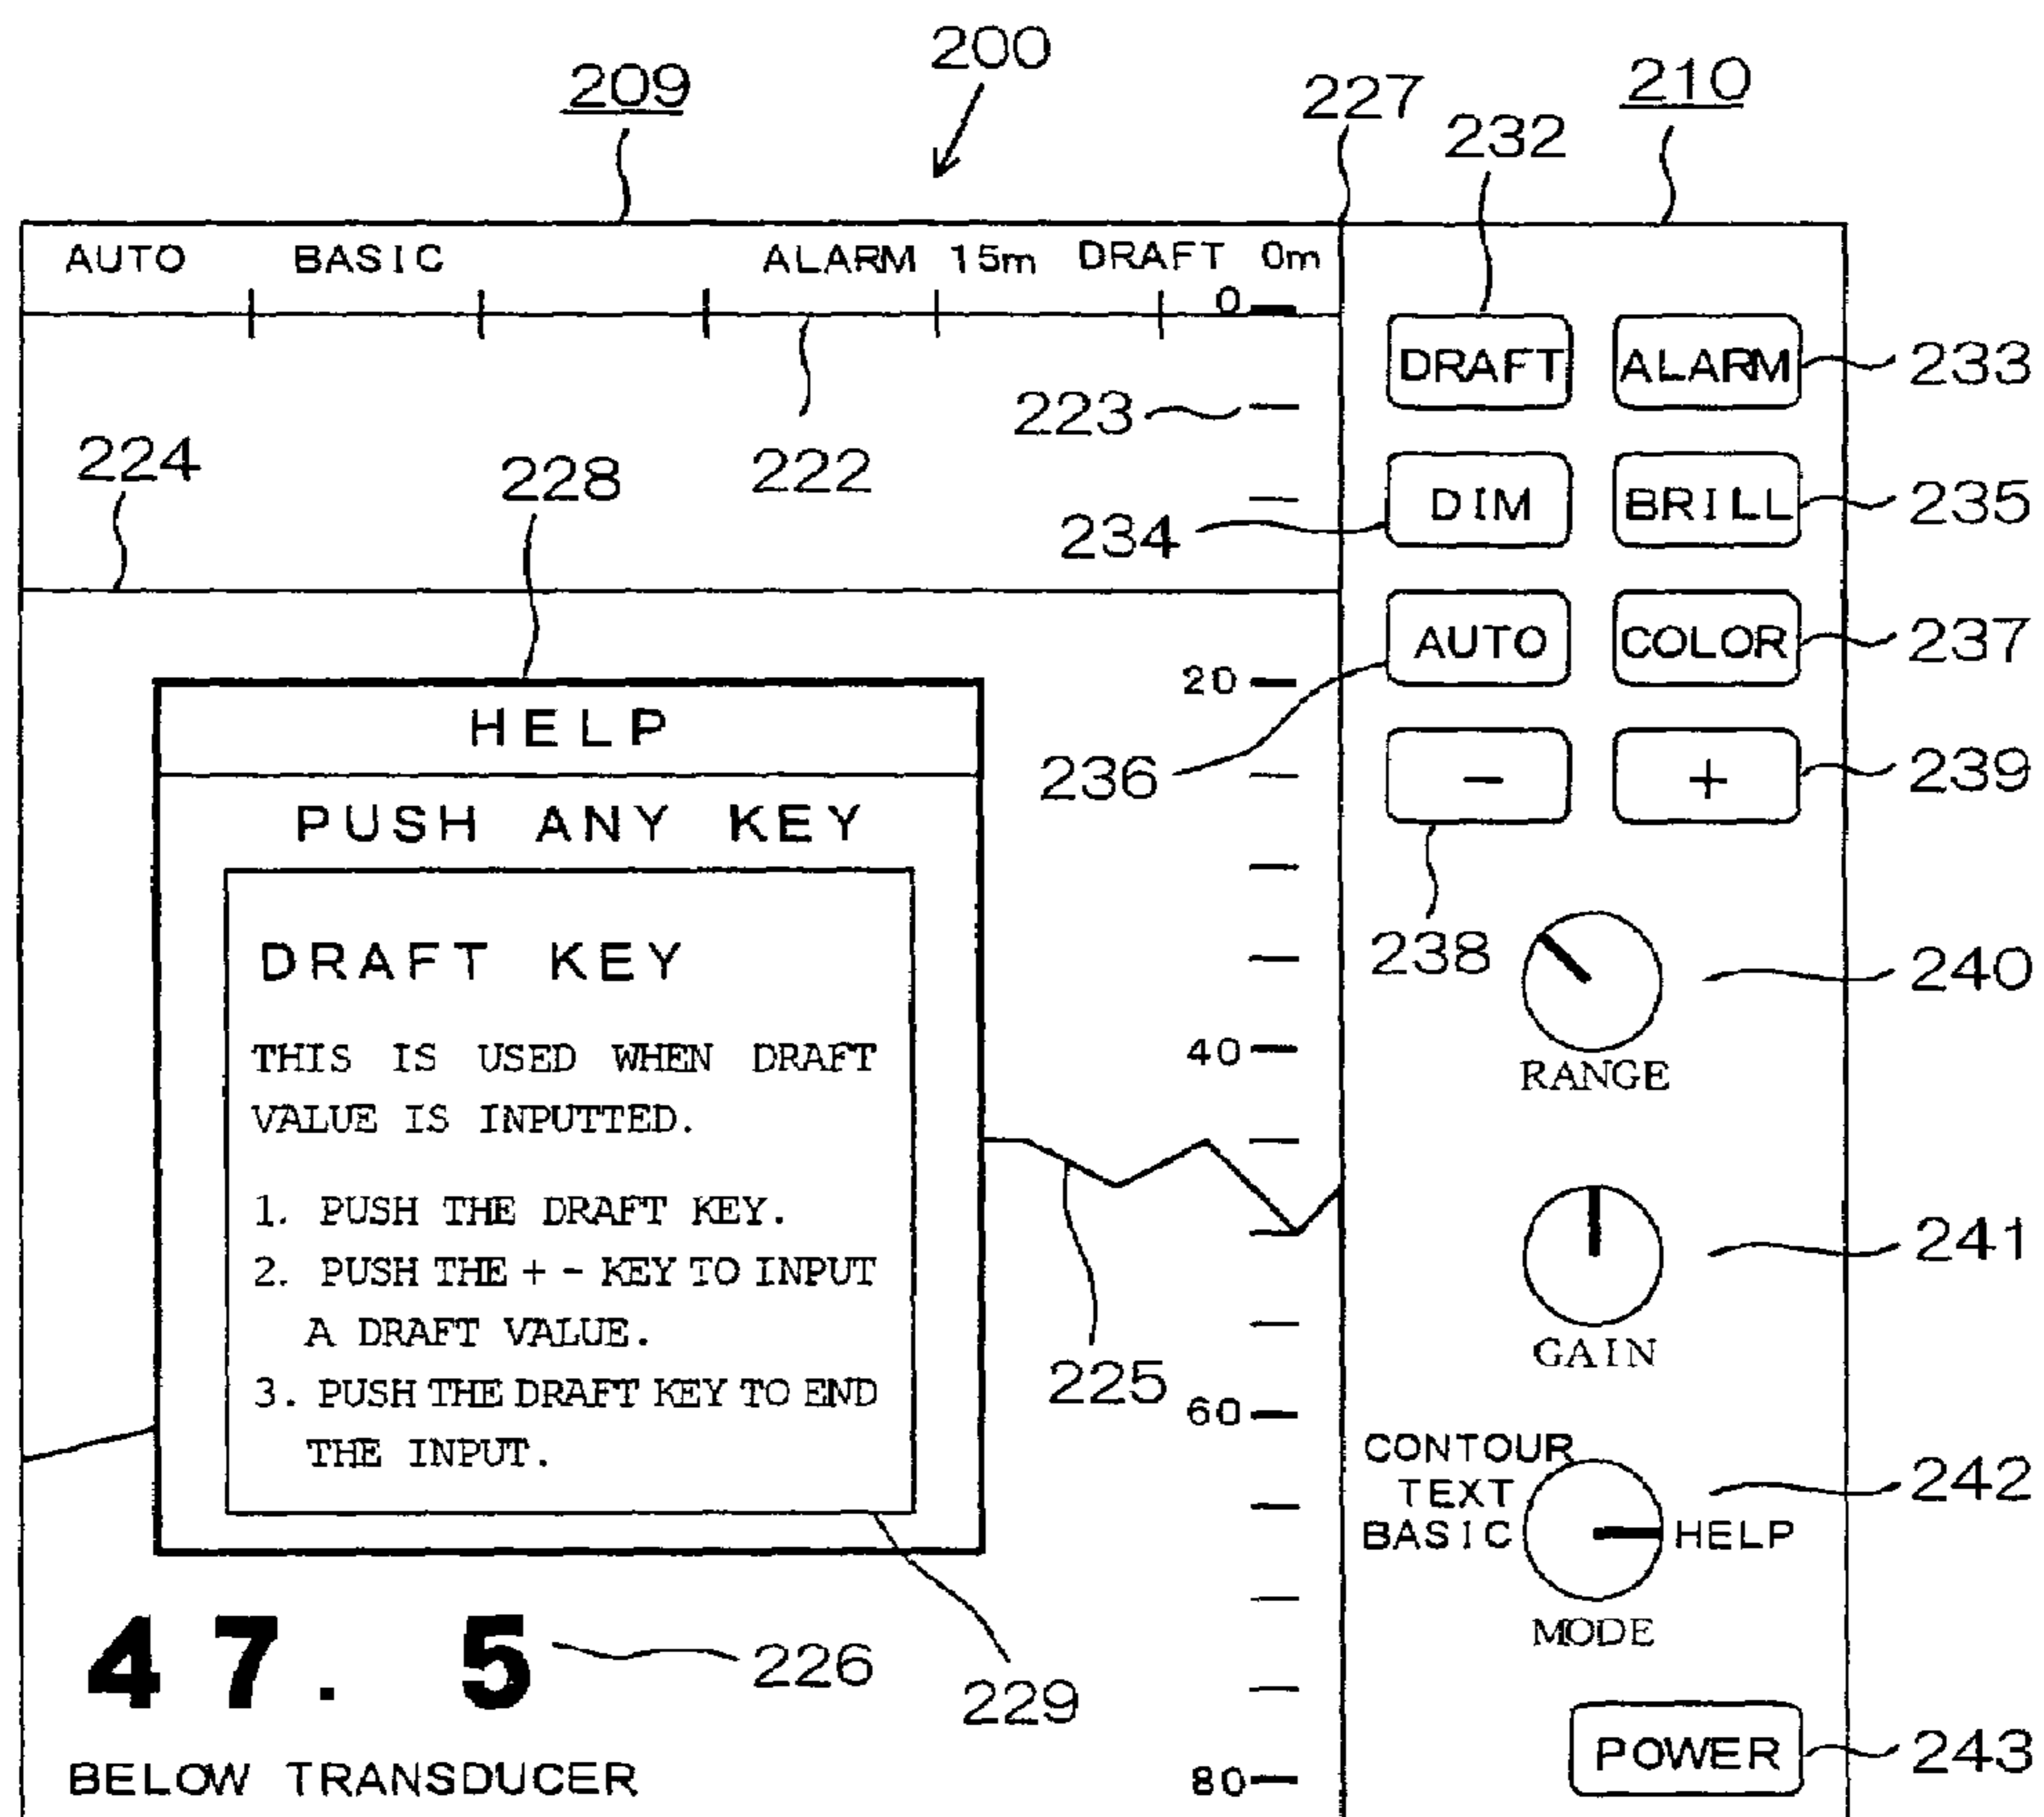 200
209
227
210
232
AUTO BASIC ALARM 15m DRAFT 0m
0
DRAFT ALARM 233
223
224 228 222
234 DIM BRILL 235
AUTO COLOR 237
20
HELP
236 - + 239
PUSH ANY KEY
238
240
RANGE
DRAFT KEY
THIS IS USED WHEN DRAFT
VALUE IS INPUTTED.
40
1. PUSH THE DRAFT KEY.
2. PUSH THE + - KEY TO INPUT
A DRAFT VALUE.
3. PUSH THE DRAFT KEY TO END
THE INPUT.
241
GAIN
225
60
CONTOUR
TEXT
BASIC HELP
242
MODE
47.5 226
229
POWER 243
BELOW TRANSDUCER
80